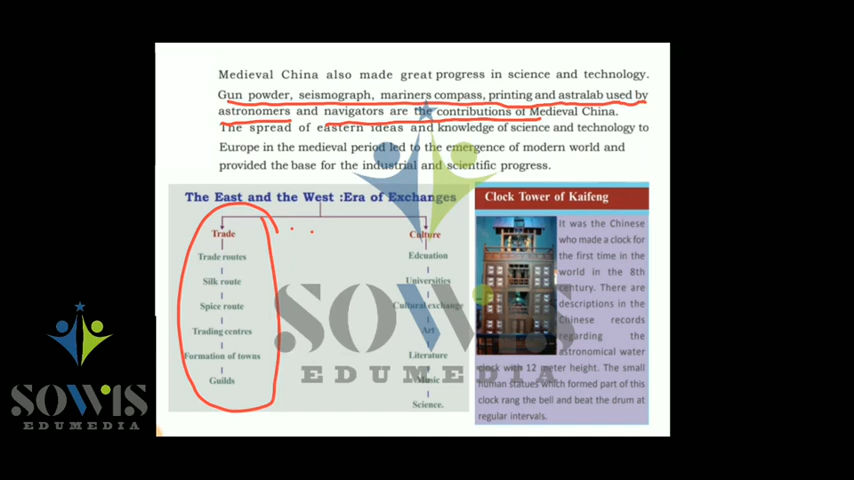 Medieval China also made great progress in science and technology.
Gun powder, seismograph, mariners compass, printing and astralab used by
astronomers and navigators are the contributions of Medieval China.
The spread of eastern ideas and knowledge of science and technology to
Europe in the medieval period led to the emergence of modern world and
provided the base for the industrial and scientific progress.
The East and the West :Era of Exchanges
Trade
Trade routes
Silk route
Spice route
Trading centres
Formation of towns
Guilds
Culture
Edcuation
Universities
Cultural exchange
Art
Literature
Music
Science.
Clock Tower of Kaifeng
It was the Chinese
who made a clock for
the first time in the
world in the 8th
century. There are
descriptions in the
Chinese records
regarding the
astronomical water
clock with 12 meter height. The small
human statues which formed part of this
clock rang the bell and beat the drum at
regular intervals.
SOWIS
EDUMEDIA
SOWIS
EDUMEDIA